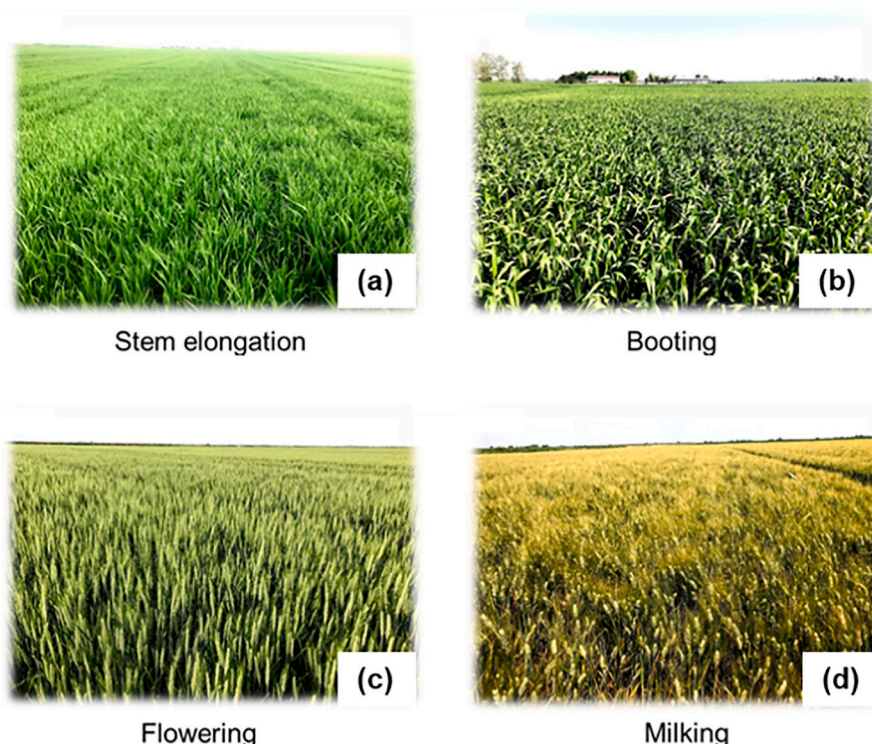 (a)
(b)
Stem elongation
Booting
(c)
(d)
Flowering
Milking